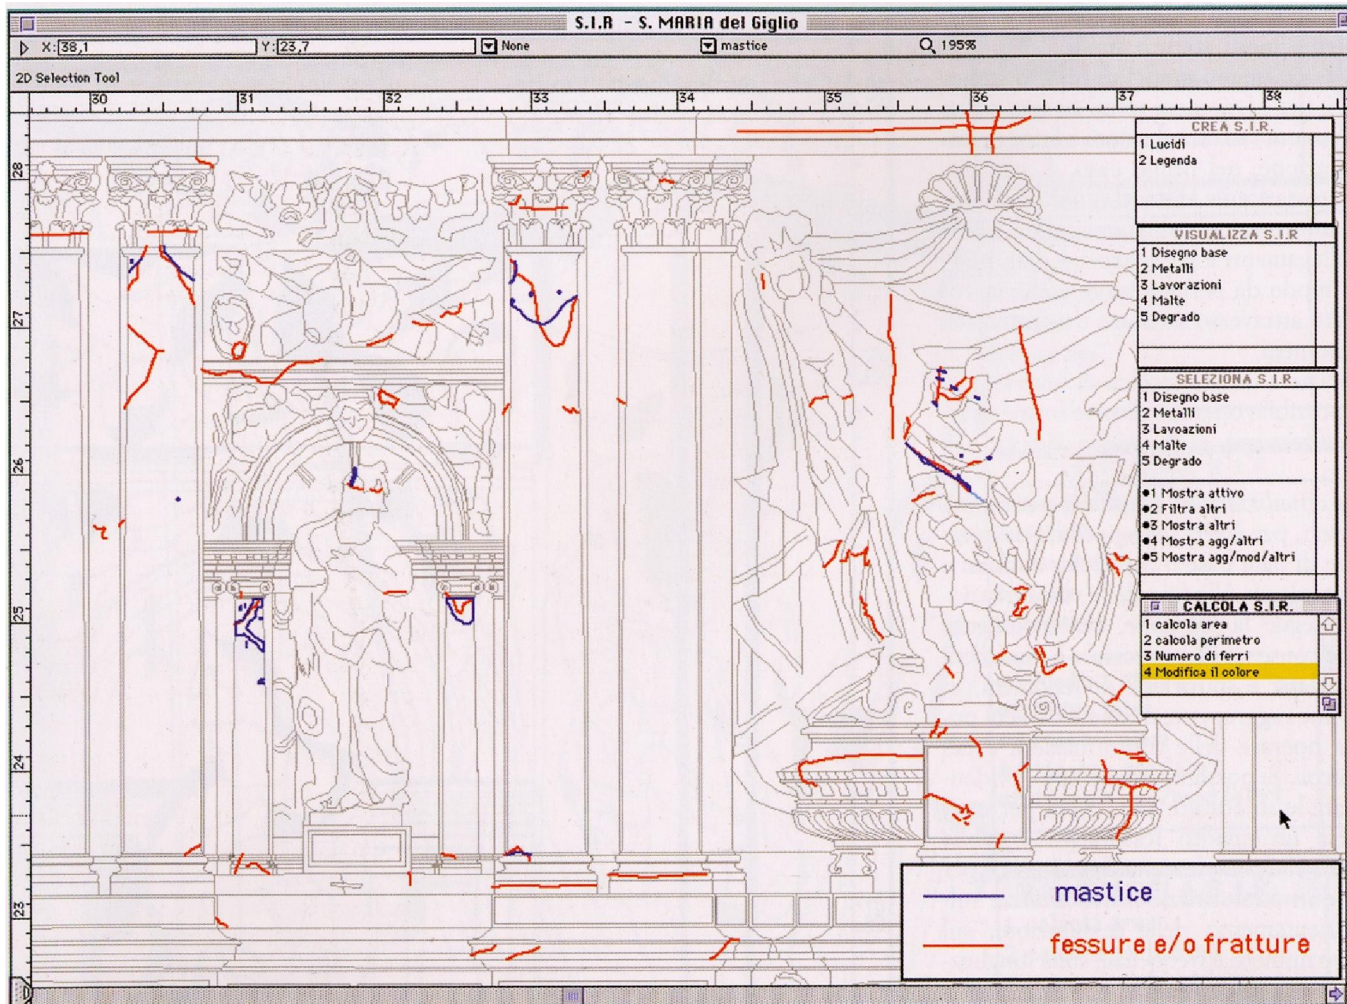 S.I.R - S. MARIA del Giglio
X: 38,1 Y: 23,7 None mastice 195%
2D Selection Tool
30 31 32 33 34 35 36 37 38
28
27
26
25
24
23
CREA S.I.R.
1 Lucidi
2 Legenda
VISUALIZZA S.I.R
1 Disegno base
2 Metalli
3 Lavorazioni
4 Malte
5 Degrado
SELEZIONA S.I.R.
1 Disegno base
2 Metalli
3 Lavoazioni
4 Malte
5 Degrado
●1 Mostra attivo
●2 Filtra altri
●3 Mostra altri
●4 Mostra agg/altri
●5 Mostra agg/mod/altri
CALCOLA S.I.R.
1 calcola area
2 calcola perimetro
3 Numero di ferri
4 Modifica il colore
mastice
fessure e/o fratture